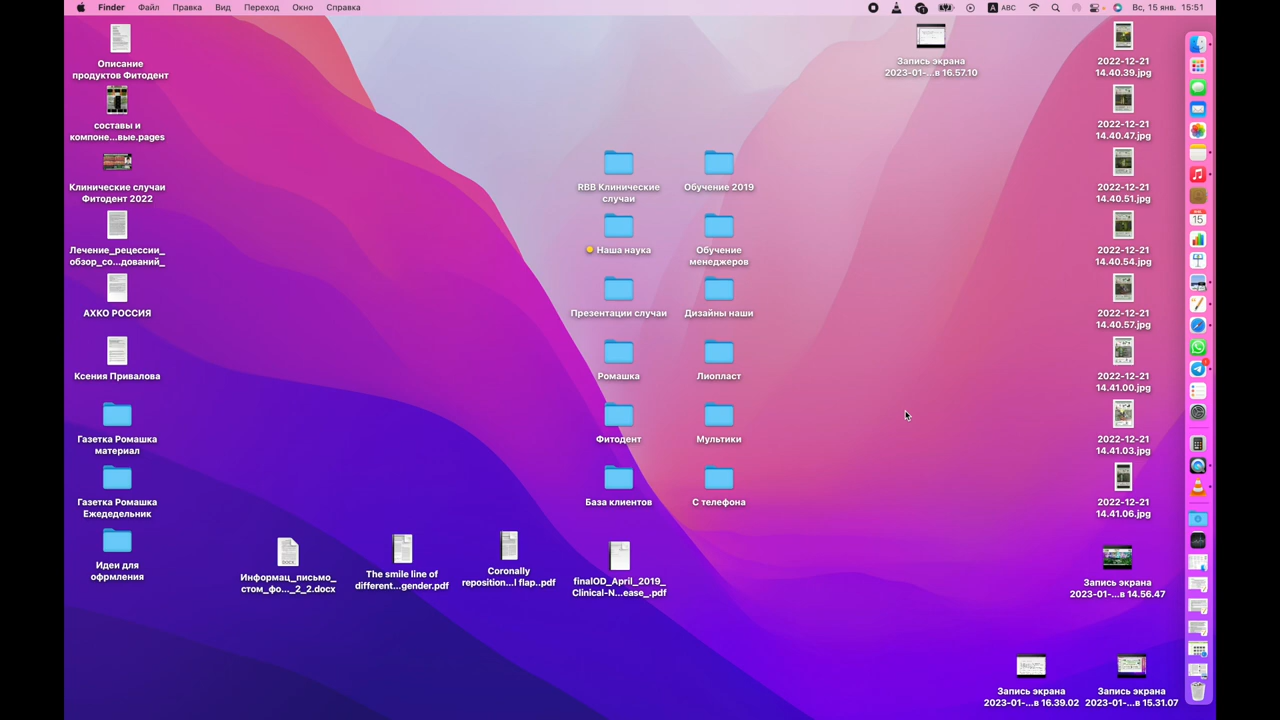 Finder Файл Правка Вид Переход Окно Справка
A ABC Вс, 15 янв. 15:51
Описание
продуктов Фитодент
составы и
компоне...вые.pages
Клинические случаи
Фитодент 2022
Лечение_рецессии_
обзор_со...дований_
АХКО РОССИЯ
Ксения Привалова
Газетка Ромашка
материал
Газетка Ромашка
Ежедедельник
Идеи для
офрмления
Информац_письмо_
стом_фо..._2_2.docx
The smile line of
different...gender.pdf
Coronally
reposition...l flap..pdf
finalOD_April_2019_
Clinical-N...ease_.pdf
RBB Клинические
случаи
Наша наука
Презентации случаи
Ромашка
Фитодент
База клиентов
Обучение 2019
Обучение
менеджеров
Дизайны наши
Лиопласт
Мультики
С телефона
Запись экрана
2023-01-...в 16.57.10
2022-12-21
14.40.39.jpg
2022-12-21
14.40.47.jpg
2022-12-21
14.40.51.jpg
2022-12-21
14.40.54.jpg
2022-12-21
14.40.57.jpg
2022-12-21
14.41.00.jpg
2022-12-21
14.41.03.jpg
2022-12-21
14.41.06.jpg
Запись экрана
2023-01-...в 14.56.47
Запись экрана
2023-01-...в 16.39.02
Запись экрана
2023-01-...в 15.31.07
15